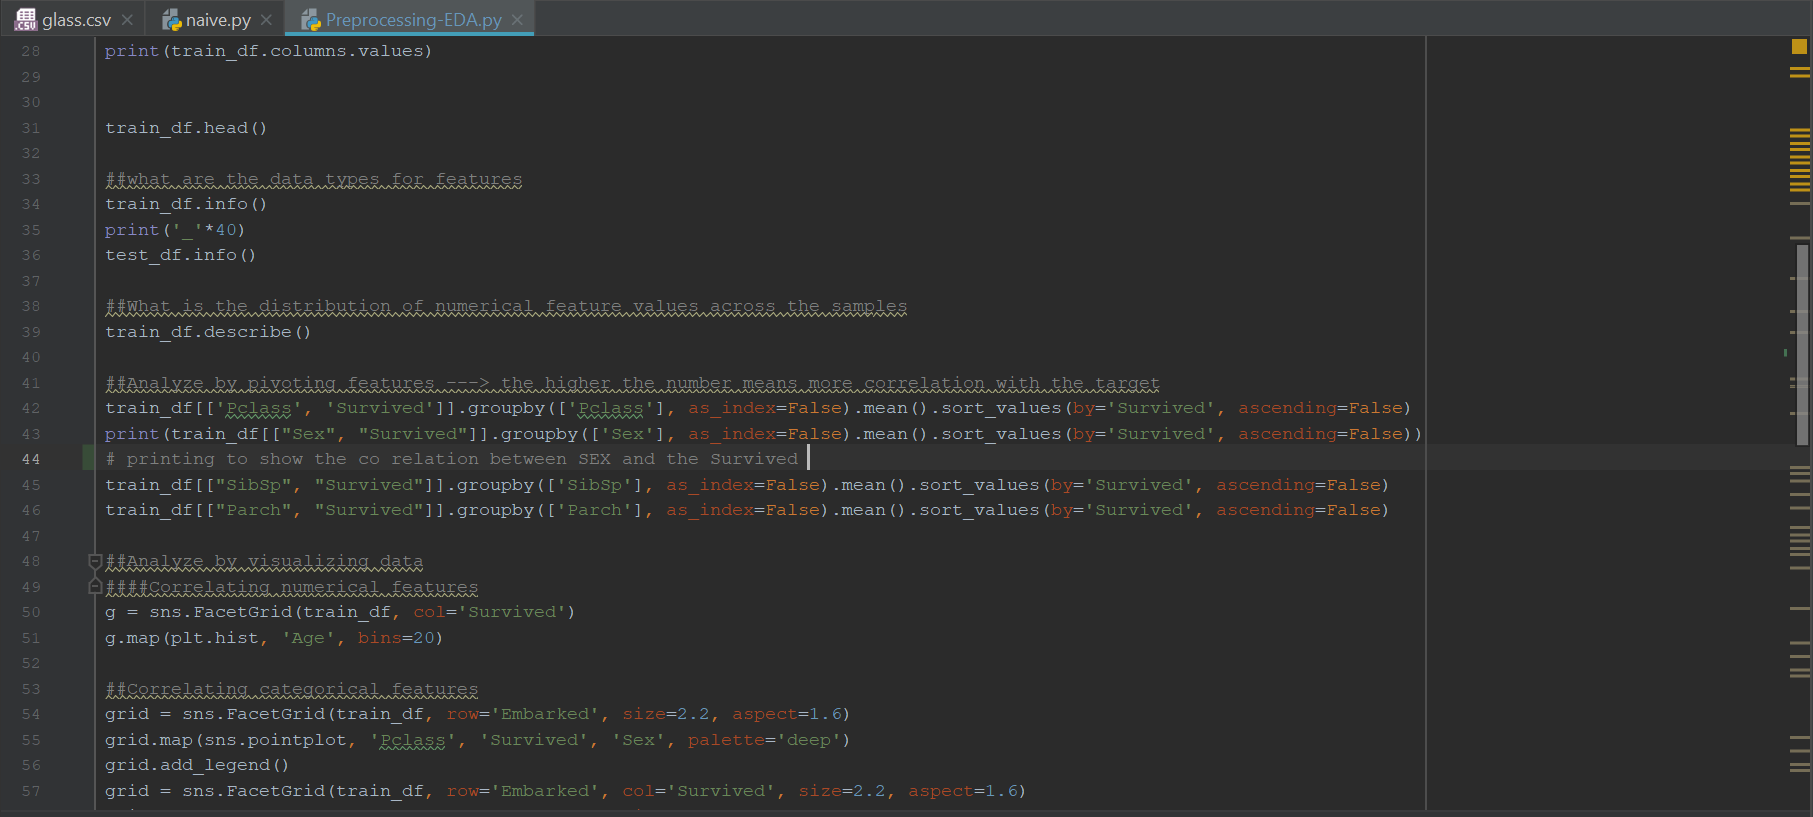 glass.csv naive.py Preprocessing-EDA.py
28 print(train_df.columns.values)
29
30
31 train_df.head()
32
33 ##what are the data types for features
34 train_df.info()
35 print('_'*40)
36 test_df.info()
37
38 ##What is the distribution of numerical feature values across the samples
39 train_df.describe()
40
41 ##Analyze by pivoting features ---> the higher the number means more correlation with the target
42 train_df[['Pclass', 'Survived']].groupby(['Pclass'], as_index=False).mean().sort_values(by='Survived', ascending=False)
43 print(train_df[["Sex", "Survived"]].groupby(['Sex'], as_index=False).mean().sort_values(by='Survived', ascending=False))
44 # printing to show the co relation between SEX and the Survived
45 train_df[["SibSp", "Survived"]].groupby(['SibSp'], as_index=False).mean().sort_values(by='Survived', ascending=False)
46 train_df[["Parch", "Survived"]].groupby(['Parch'], as_index=False).mean().sort_values(by='Survived', ascending=False)
47
48 ##Analyze by visualizing data
49 ####Correlating numerical features
50 g = sns.FacetGrid(train_df, col='Survived')
51 g.map(plt.hist, 'Age', bins=20)
52
53 ##Correlating categorical features
54 grid = sns.FacetGrid(train_df, row='Embarked', size=2.2, aspect=1.6)
55 grid.map(sns.pointplot, 'Pclass', 'Survived', 'Sex', palette='deep')
56 grid.add_legend()
57 grid = sns.FacetGrid(train_df, row='Embarked', col='Survived', size=2.2, aspect=1.6)